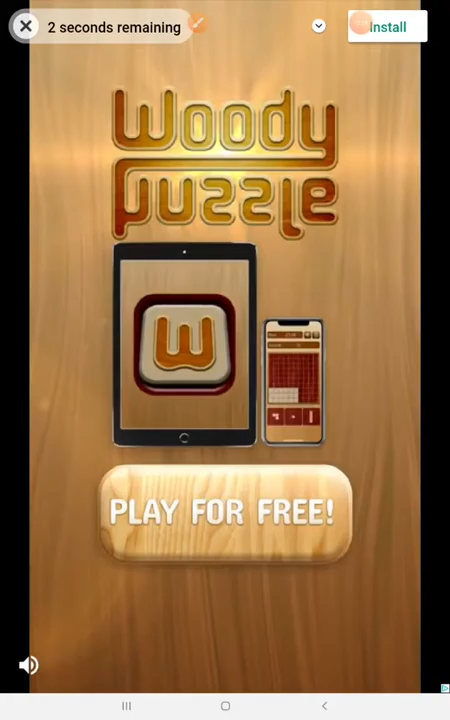 2 seconds remaining
Install
Woody
Puzzle
W
PLAY FOR FREE!